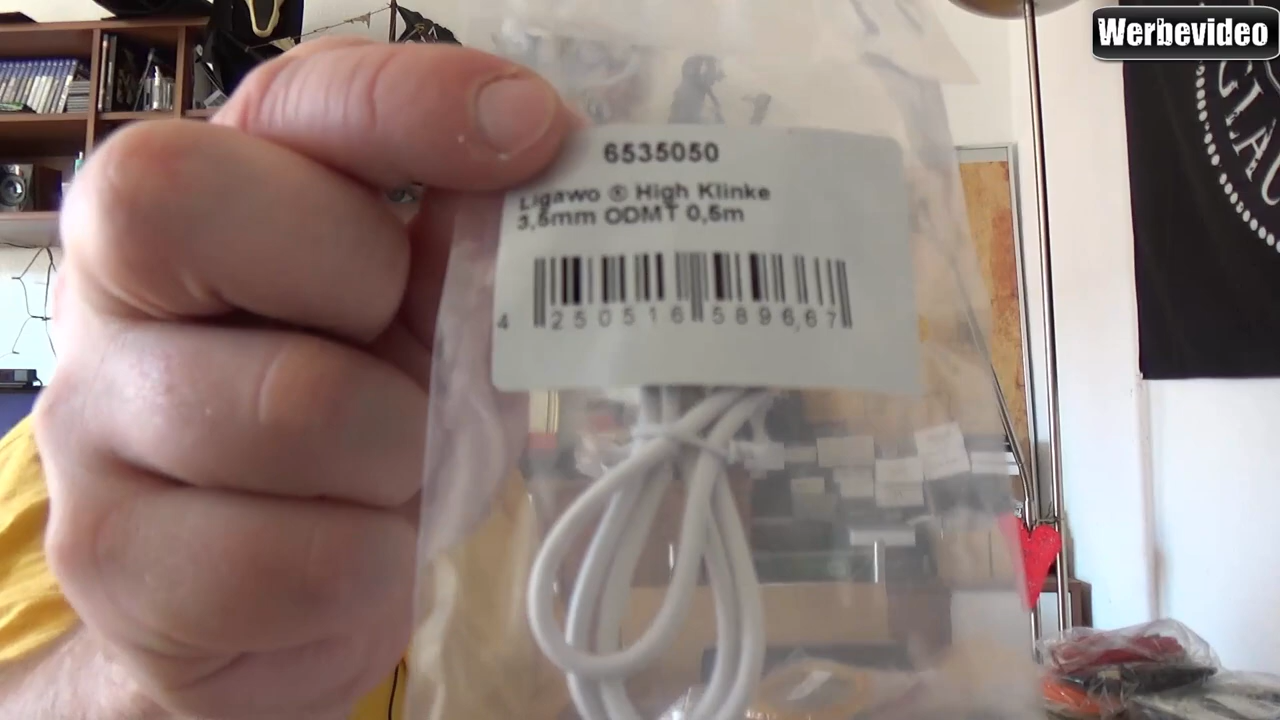 Werbevideo
6535050
Ligawo ® High Klinke
3,5mm ODMT 0,5m
4 250516 589667